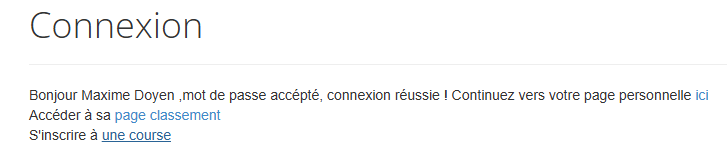 Connexion
Bonjour Maxime Doyen ,mot de passe accépté, connexion réussie ! Continuez vers votre page personnelle ici
Accéder à sa page classement
S'inscrire à une course